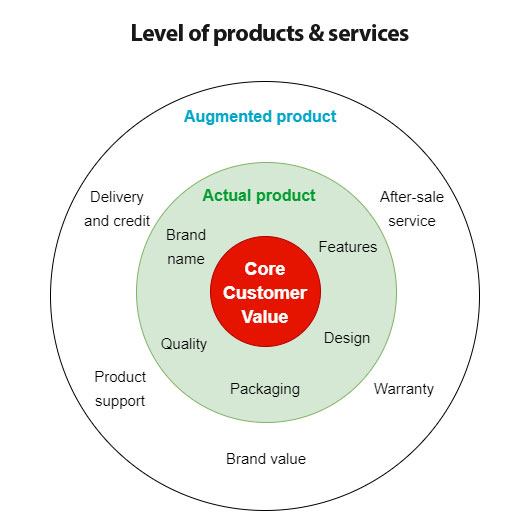 Level of products & services
Augmented product
Delivery
and credit
After-sale
service
Actual product
Brand
name
Features
Core
Customer
Value
Quality
Design
Packaging
Product
support
Warranty
Brand value